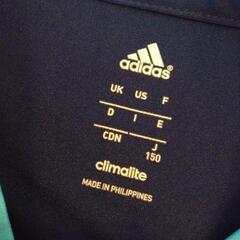 adidas®
UK US F
D I E
CDN J
150
climalite
MADE IN PHILIPPINES